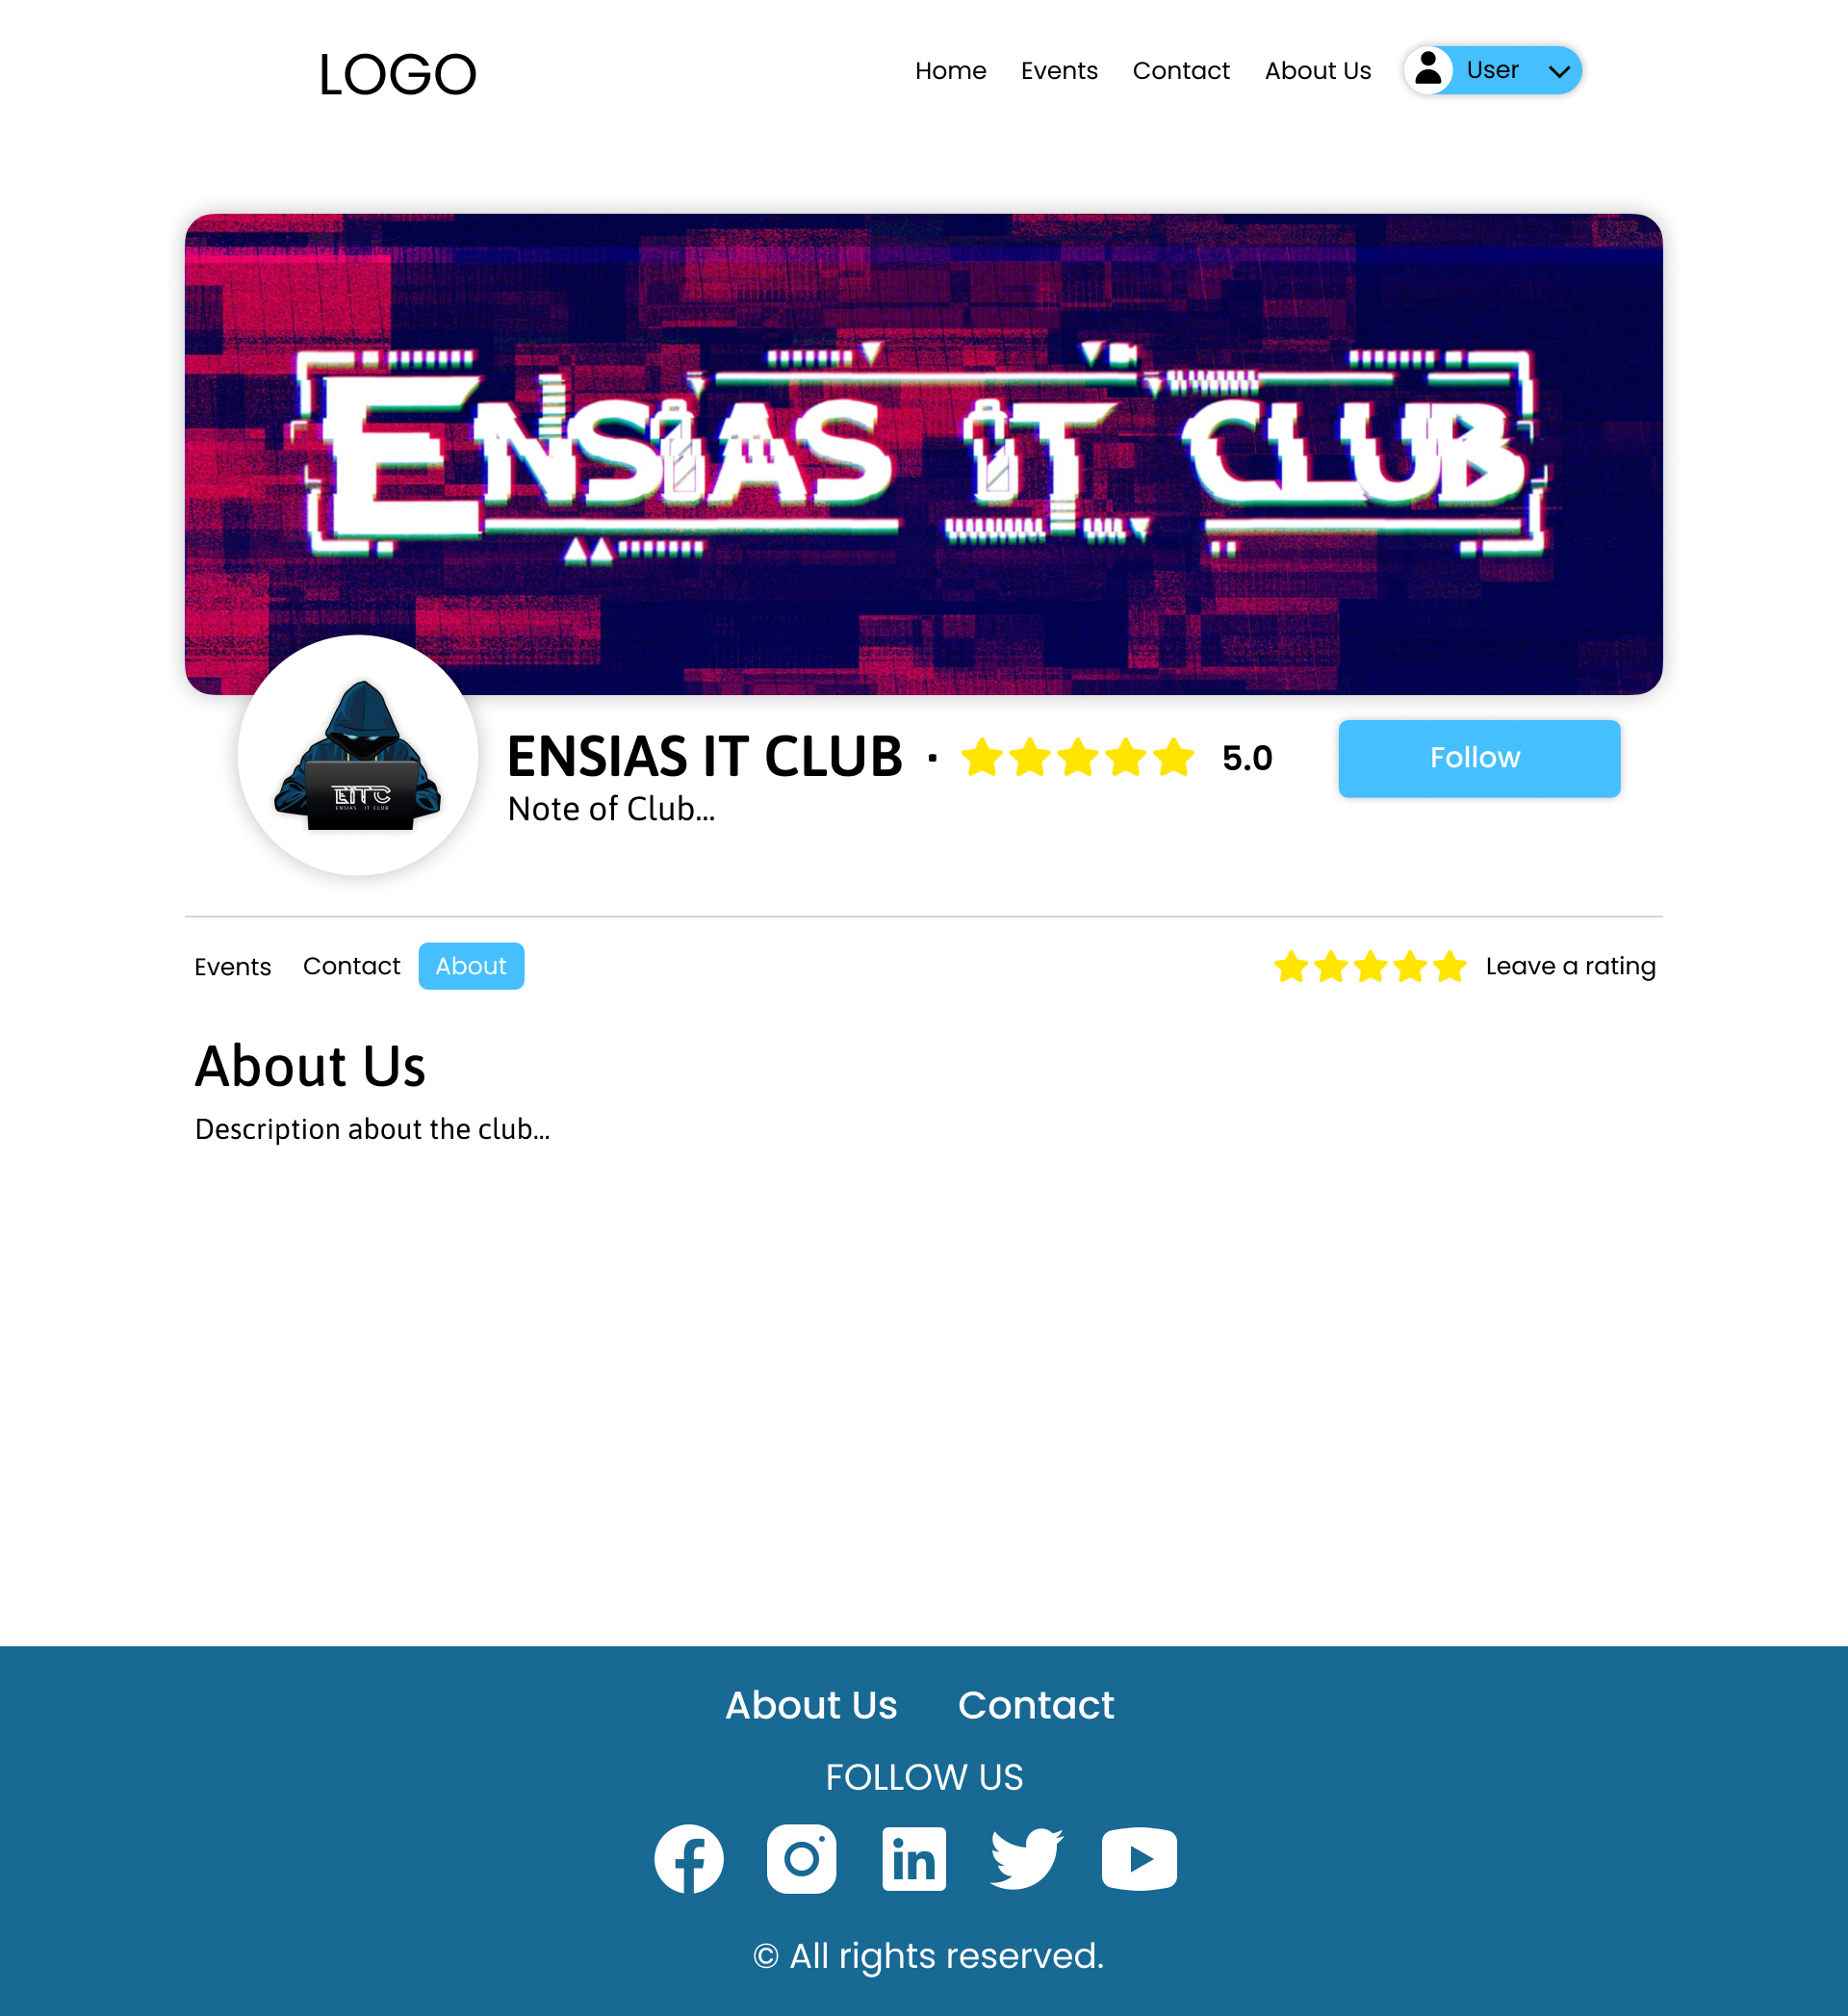 LOGO
Home Events Contact About Us User
ENSIAS IT CLUB
EITC
ENSIAS IT CLUB
ENSIAS IT CLUB · 5.0
Follow
Note of Club...
Events Contact About
Leave a rating
About Us
Description about the club...
About Us Contact
FOLLOW US
© All rights reserved.